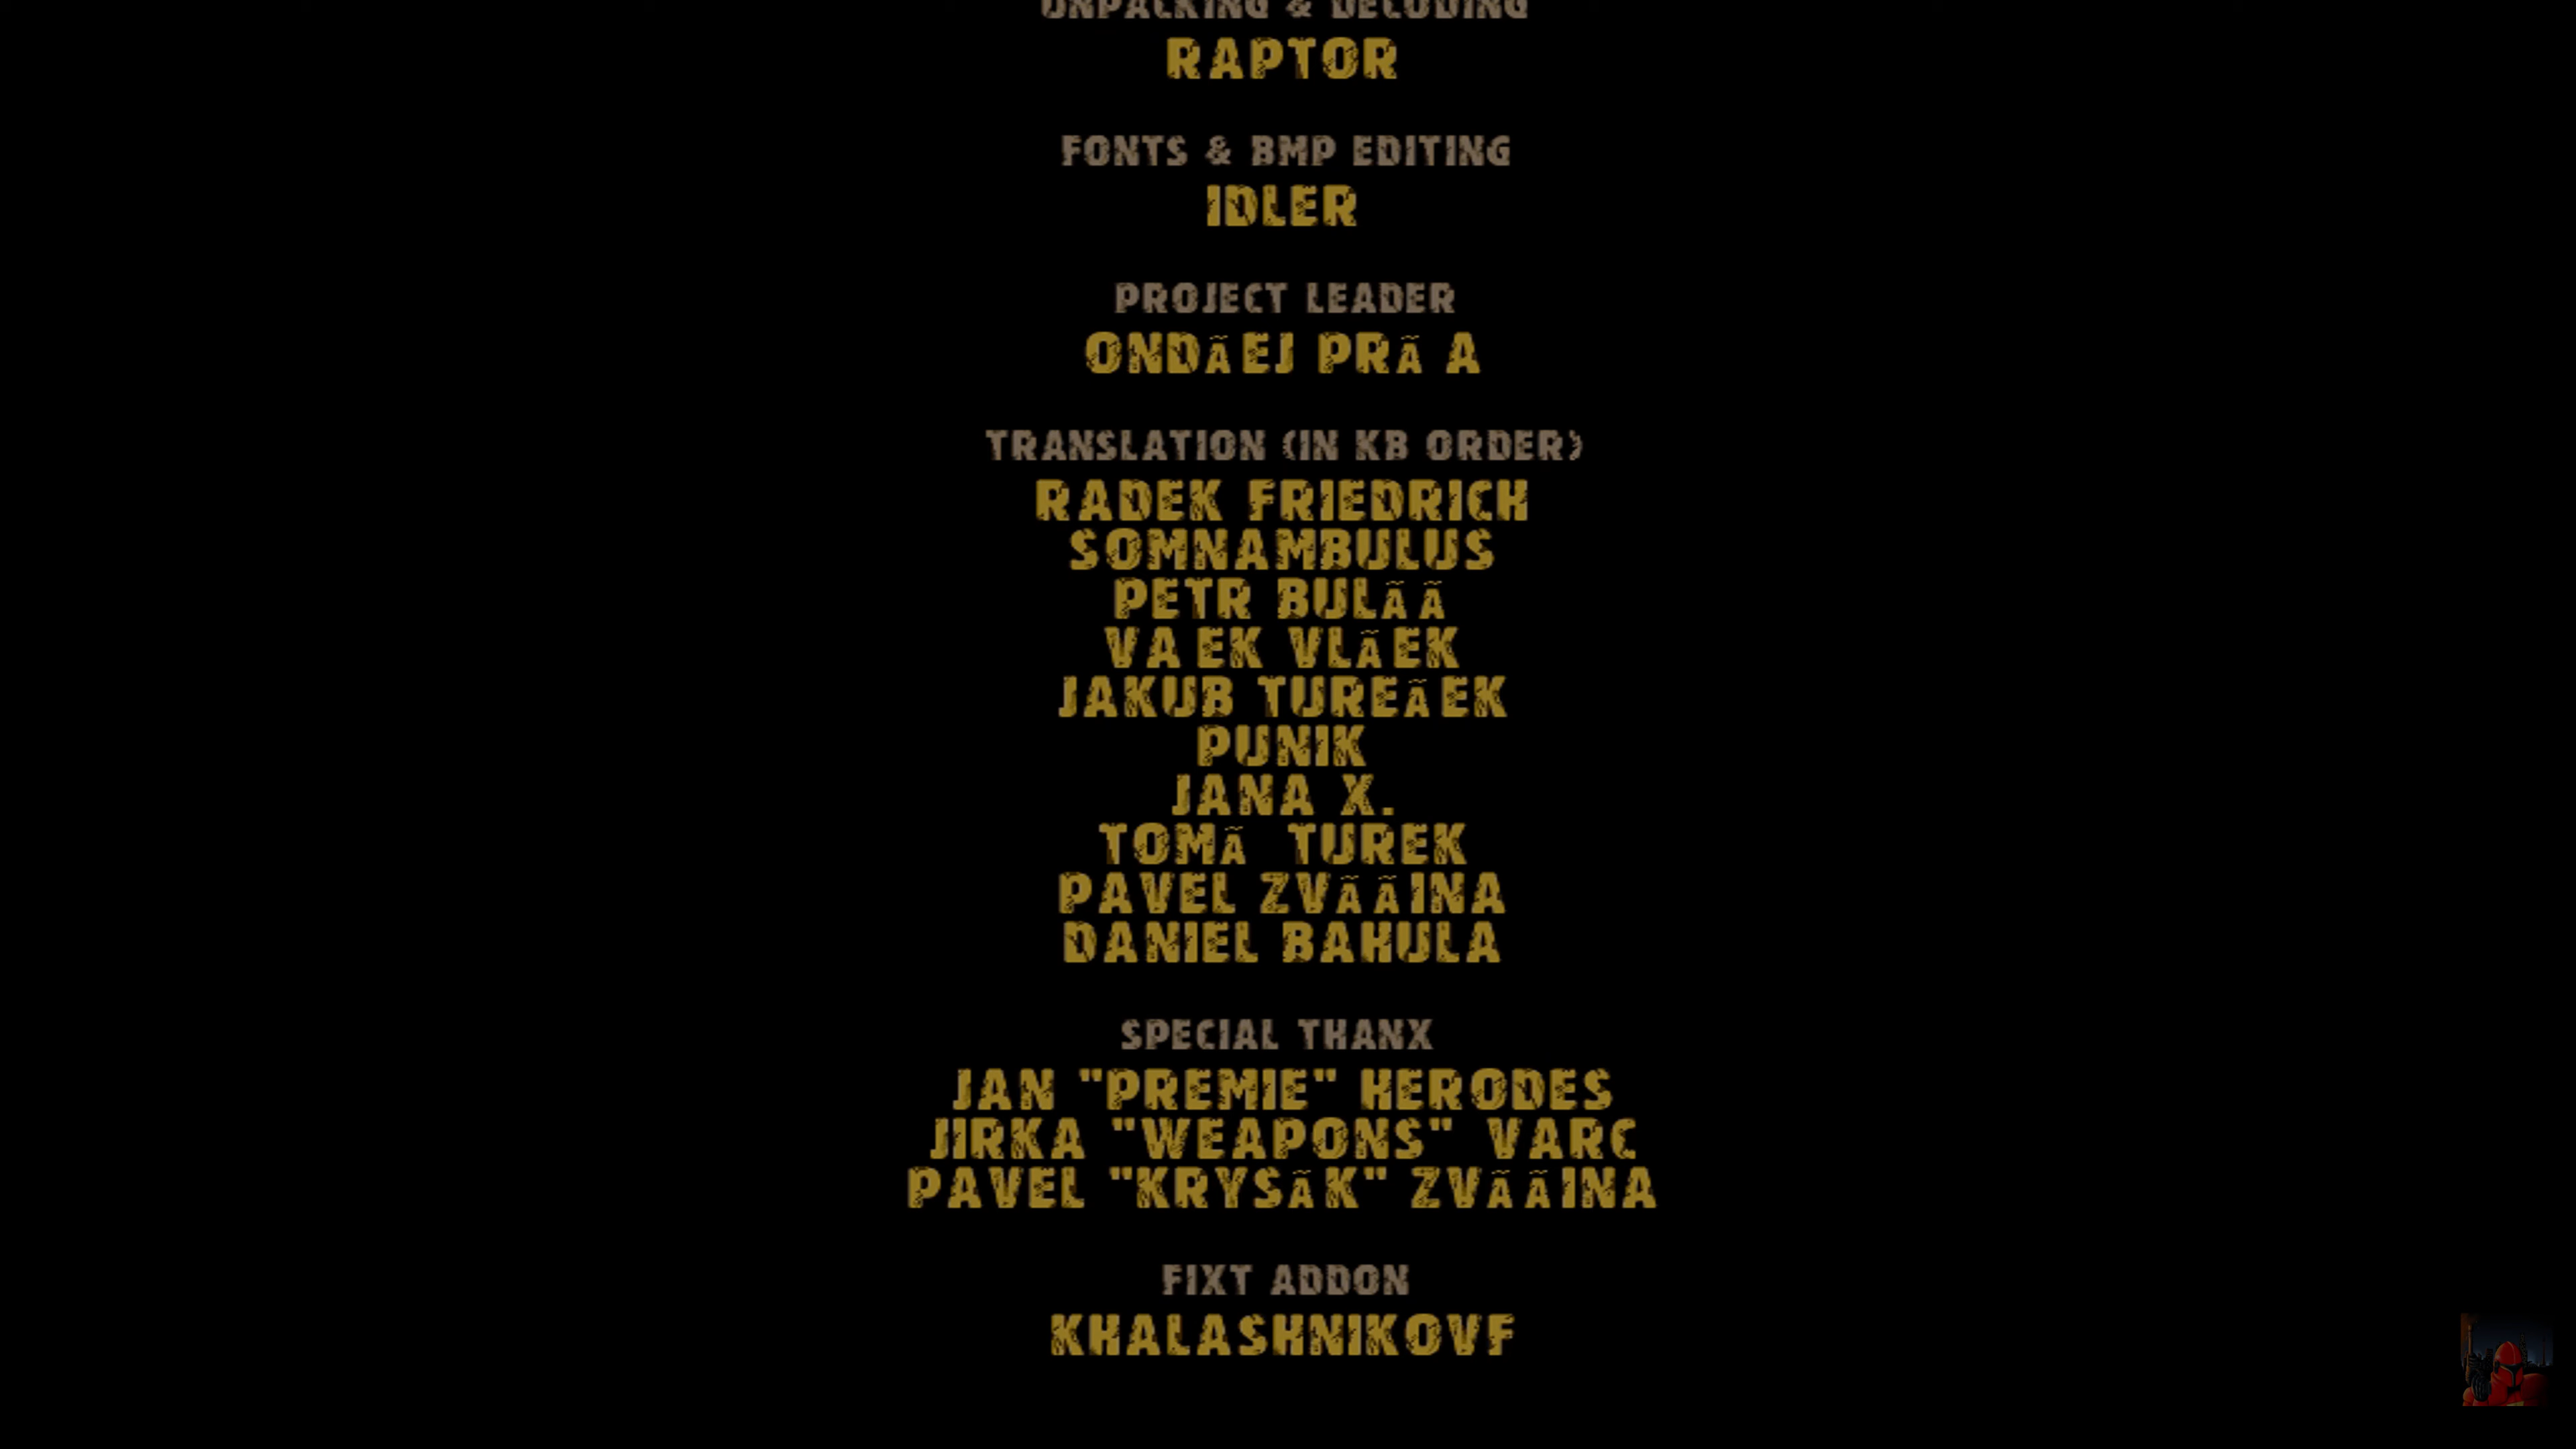 UNPACKING & DECODING
RAPTOR
FONTS & BMP EDITING
IDLER
PROJECT LEADER
ONDÃEJ PRÃ A
TRANSLATION (IN KB ORDER)
RADEK FRIEDRICH
SOMNAMBULUS
PETR BULÃÃ
VA EK VLÃEK
JAKUB TUREÃEK
PUNIK
JANA X.
TOMÃ  TUREK
PAVEL ZVÃÃINA
DANIEL BAHULA
SPECIAL THANX
JAN "PREMIE" HERODES
JIRKA "WEAPONS" VARC
PAVEL "KRYSÃK" ZVÃÃINA
FIXT ADDON
KHALASHNIKOVF